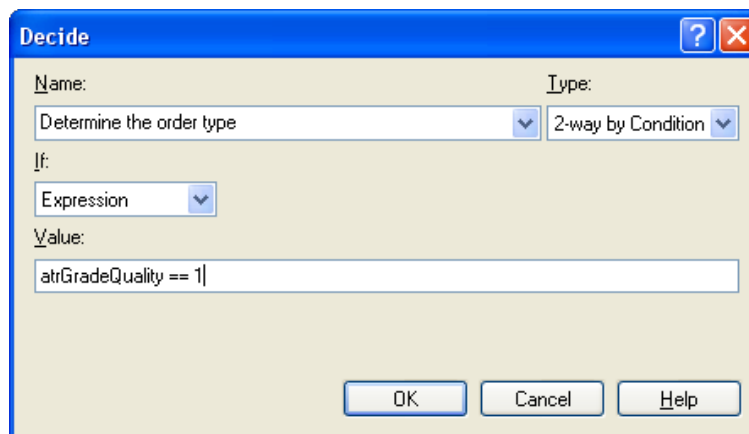 Decide
Name: Type:
Determine the order type 2-way by Condition
If:
Expression
Value:
atrGradeQuality == 1
OK Cancel Help